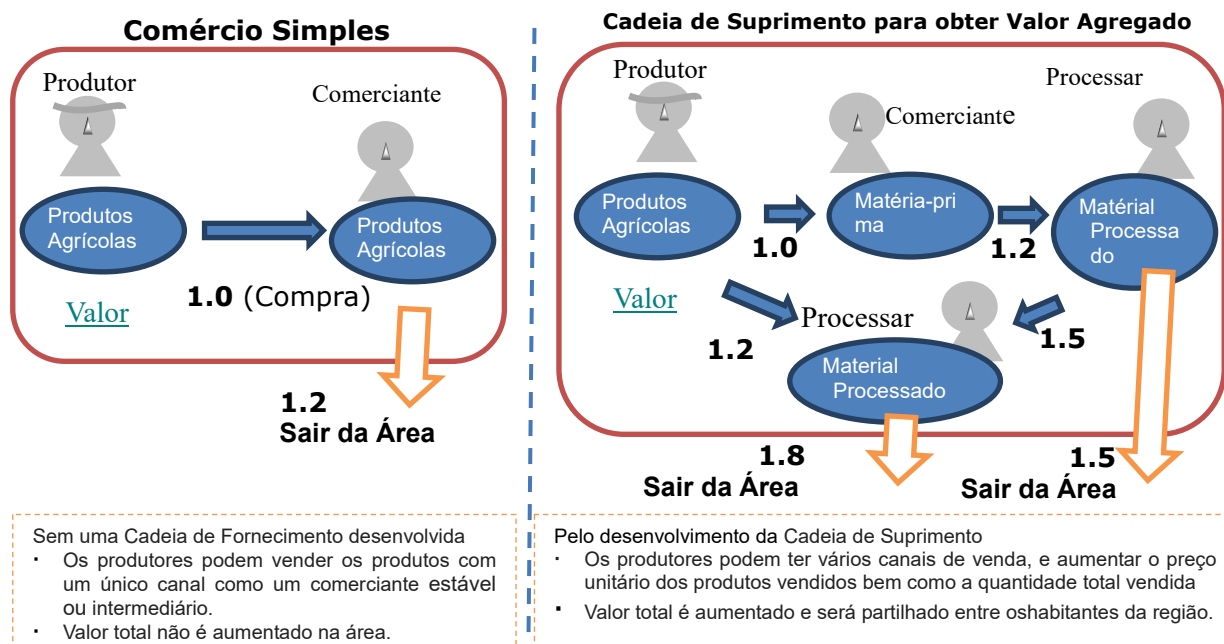 Comércio Simples
Produtor
Comerciante
Produtos
Agrícolas
Produtos
Agrícolas
1.0 (Compra)
Valor
1.2
Sair da Área
Sem uma Cadeia de Fornecimento desenvolvida
· Os produtores podem vender os produtos com
um único canal como um comerciante estável
ou intermediário.
· Valor total não é aumentado na área.
Cadeia de Suprimento para obter Valor Agregado
Produtor
Comerciante
Processar
Produtos
Agrícolas
Matéria-pri
ma
Matérial
Processa
do
1.0
1.2
Valor
1.2
Processar
1.5
Material
Processado
1.8
Sair da Área
1.5
Sair da Área
Pelo desenvolvimento da Cadeia de Suprimento
· Os produtores podem ter vários canais de venda, e aumentar o preço
unitário dos produtos vendidos bem como a quantidade total vendida
· Valor total é aumentado e será partilhado entre oshabitantes da região.